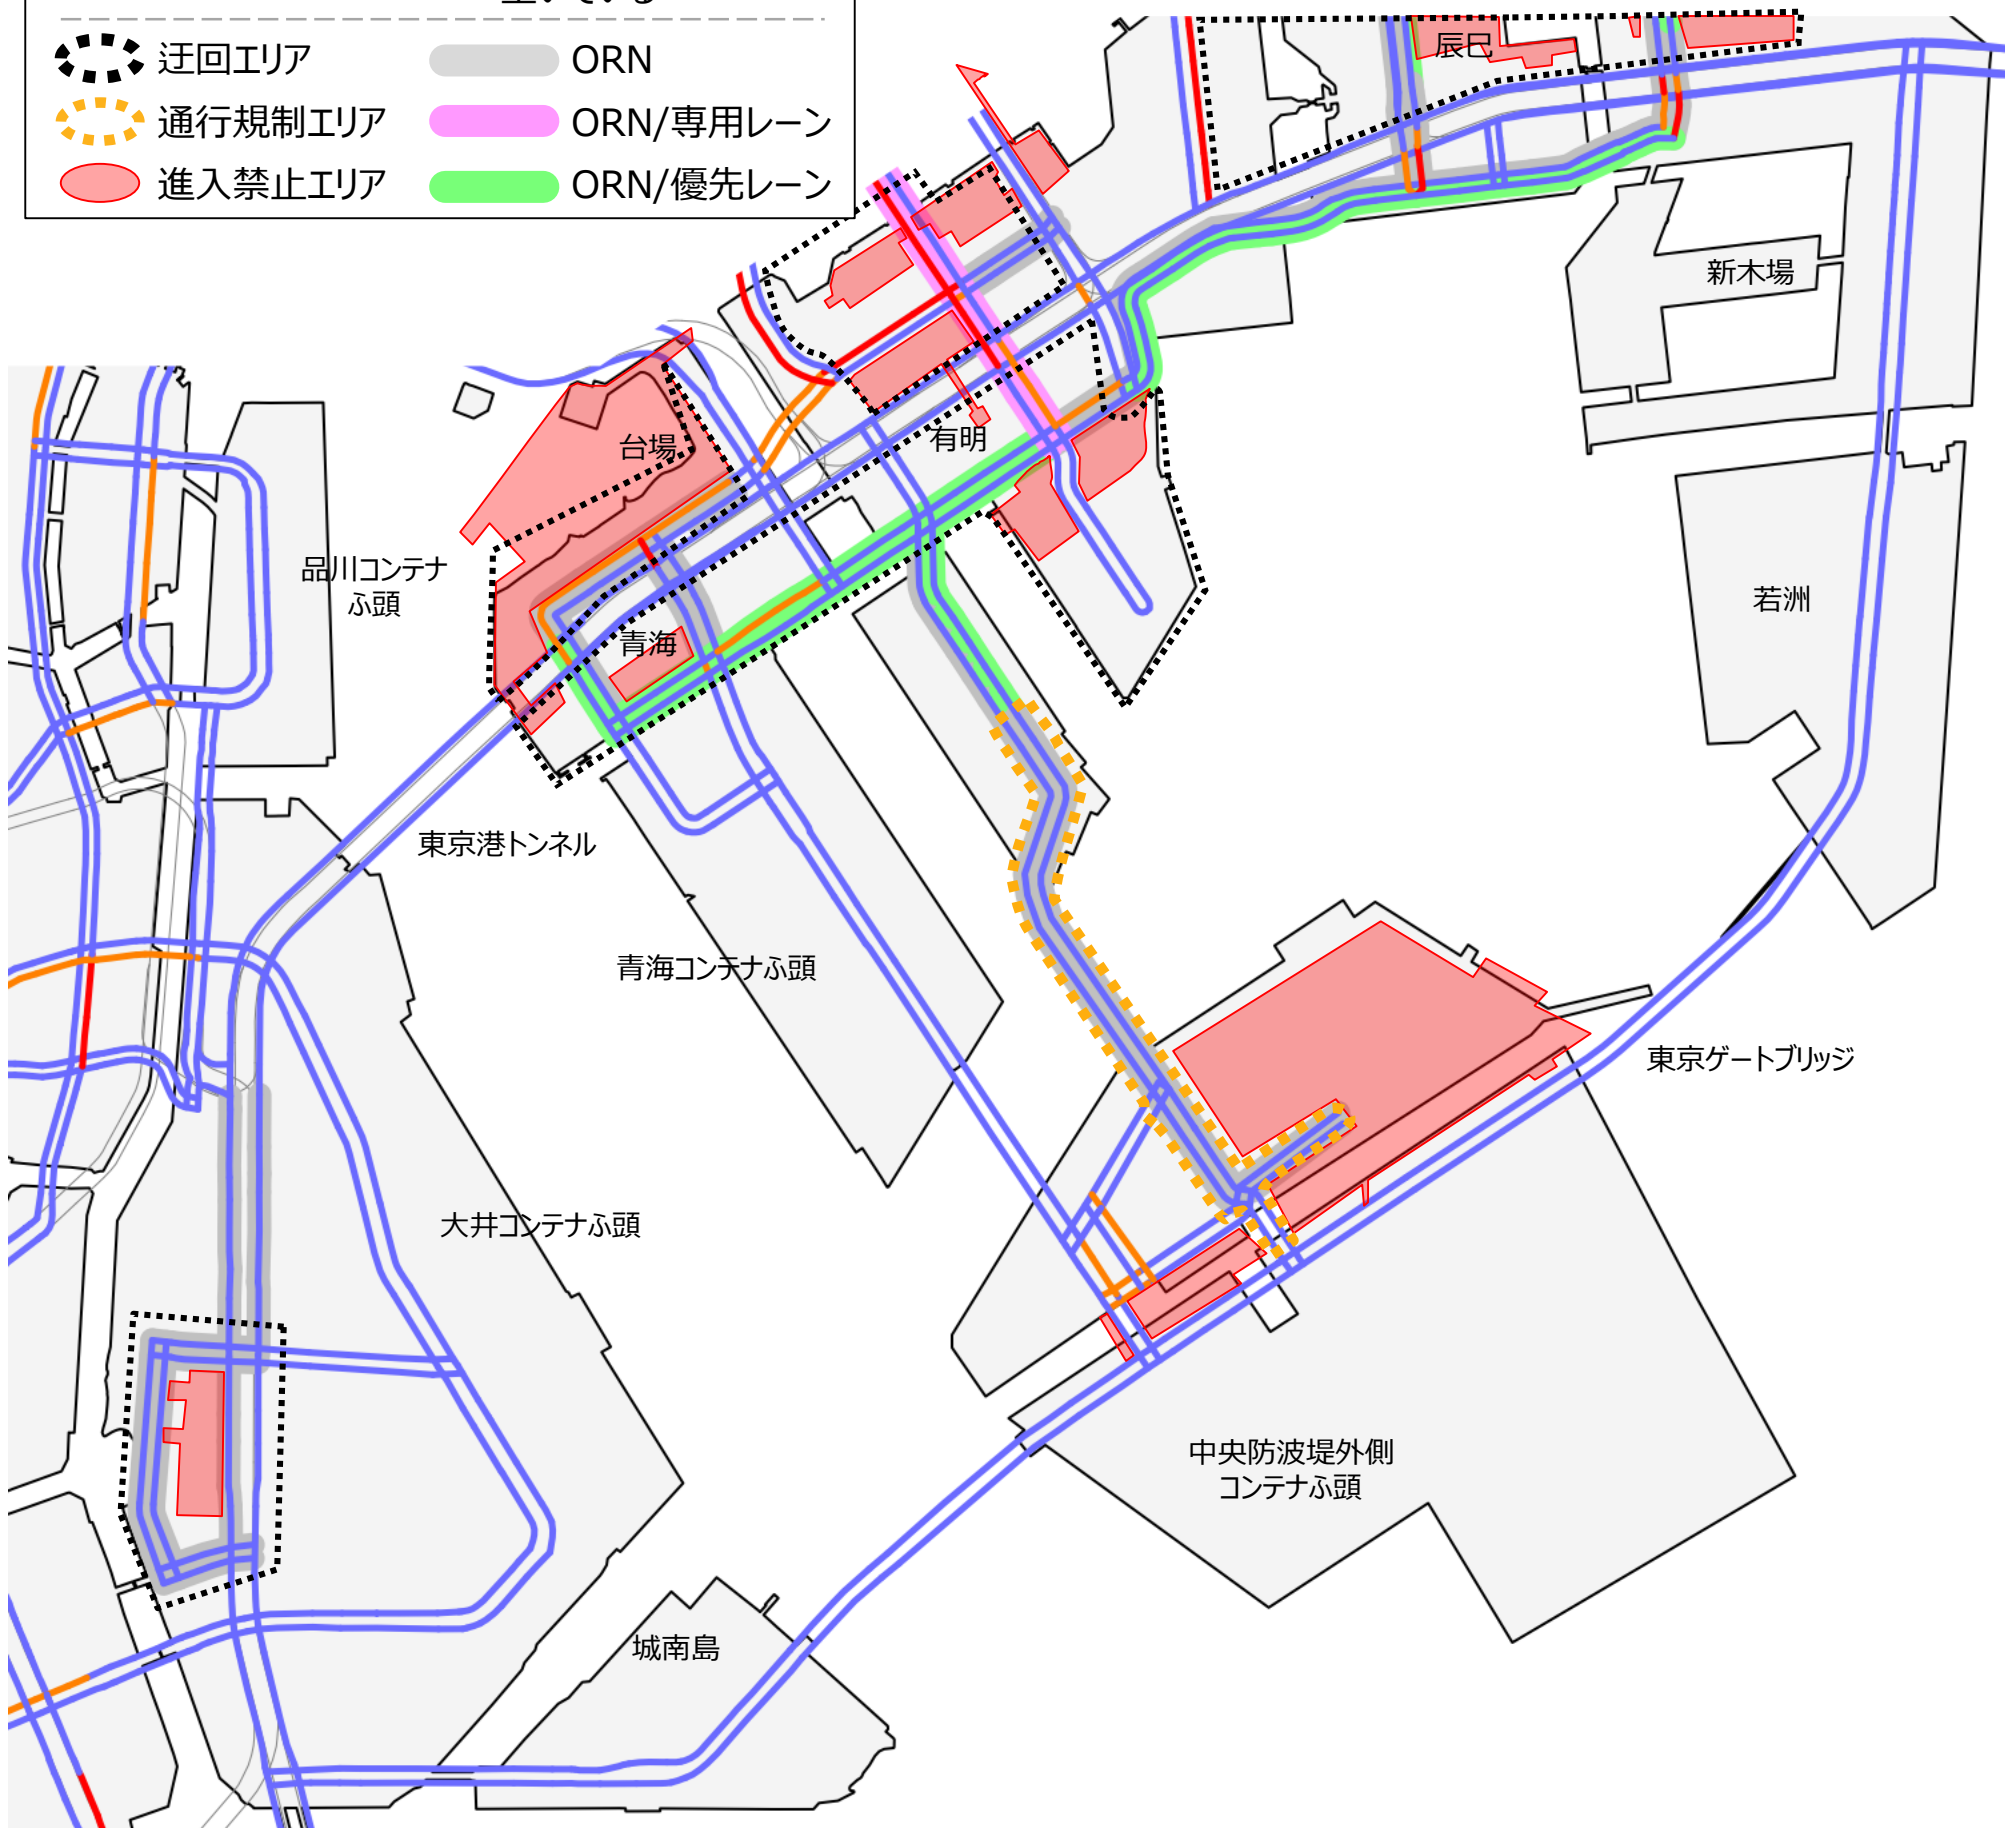 空いている
迂回エリア
ORN
通行規制エリア
ORN/専用レーン
進入禁止エリア
ORN/優先レーン
辰巳
新木場
台場
有明
品川コンテナ
ふ頭
青海
若洲
東京港トンネル
青海コンテナふ頭
東京ゲートブリッジ
大井コンテナふ頭
中央防波堤外側
コンテナふ頭
城南島